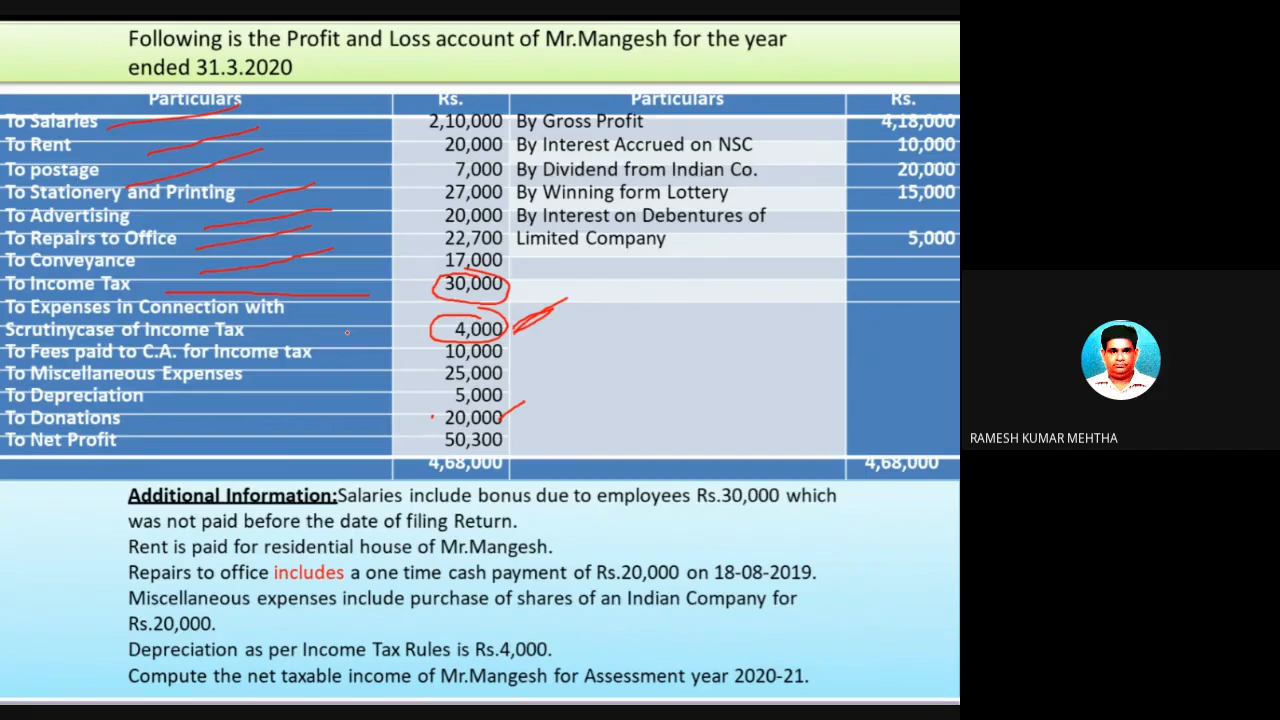 Following is the Profit and Loss account of Mr.Mangesh for the year
ended 31.3.2020
Particulars Rs. Particulars Rs.
To Salaries 2,10,000 By Gross Profit 4,18,000
To Rent 20,000 By Interest Accrued on NSC 10,000
To postage 7,000 By Dividend from Indian Co. 20,000
To Stationery and Printing 27,000 By Winning form Lottery 15,000
To Advertising 20,000 By Interest on Debentures of
To Repairs to Office 22,700 Limited Company 5,000
To Conveyance 17,000
To Income Tax 30,000
To Expenses in Connection with
Scrutinycase of Income Tax 4,000
To Fees paid to C.A. for Income tax 10,000
To Miscellaneous Expenses 25,000
To Depreciation 5,000
To Donations 20,000
To Net Profit 50,300
4,68,000 4,68,000
Additional Information:Salaries include bonus due to employees Rs.30,000 which
was not paid before the date of filing Return.
Rent is paid for residential house of Mr.Mangesh.
Repairs to office includes a one time cash payment of Rs.20,000 on 18-08-2019.
Miscellaneous expenses include purchase of shares of an Indian Company for
Rs.20,000.
Depreciation as per Income Tax Rules is Rs.4,000.
Compute the net taxable income of Mr.Mangesh for Assessment year 2020-21.
RAMESH KUMAR MEHTHA